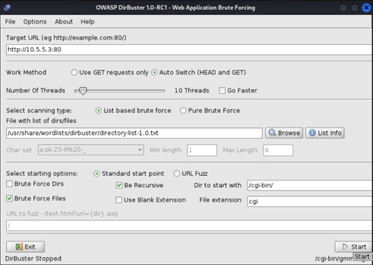 OWASP DirBuster 1.0-RC1 - Web Application Brute Forcing
File Options About Help
Target URL (eg http://example.com:80/)
http://10.5.5.3:80
Work Method Use GET requests only Auto Switch (HEAD and GET)
Number Of Threads 10 Threads Go Faster
Select scanning type: List based brute force Pure Brute Force
File with list of dirs/files
/usr/share/wordlists/dirbuster/directory-list-1.0.txt Browse List Info
Char set a-zA-Z0-9%20-_ Min length 1 Max Length 8
Select starting options: Standard start point URL Fuzz
Brute Force Dirs Be Recursive Dir to start with /cgi-bin/
Brute Force Files Use Blank Extension File extension cgi
URL to fuzz - /test.html?url={dir}.asp
/
Exit Start
DirBuster Stopped Start